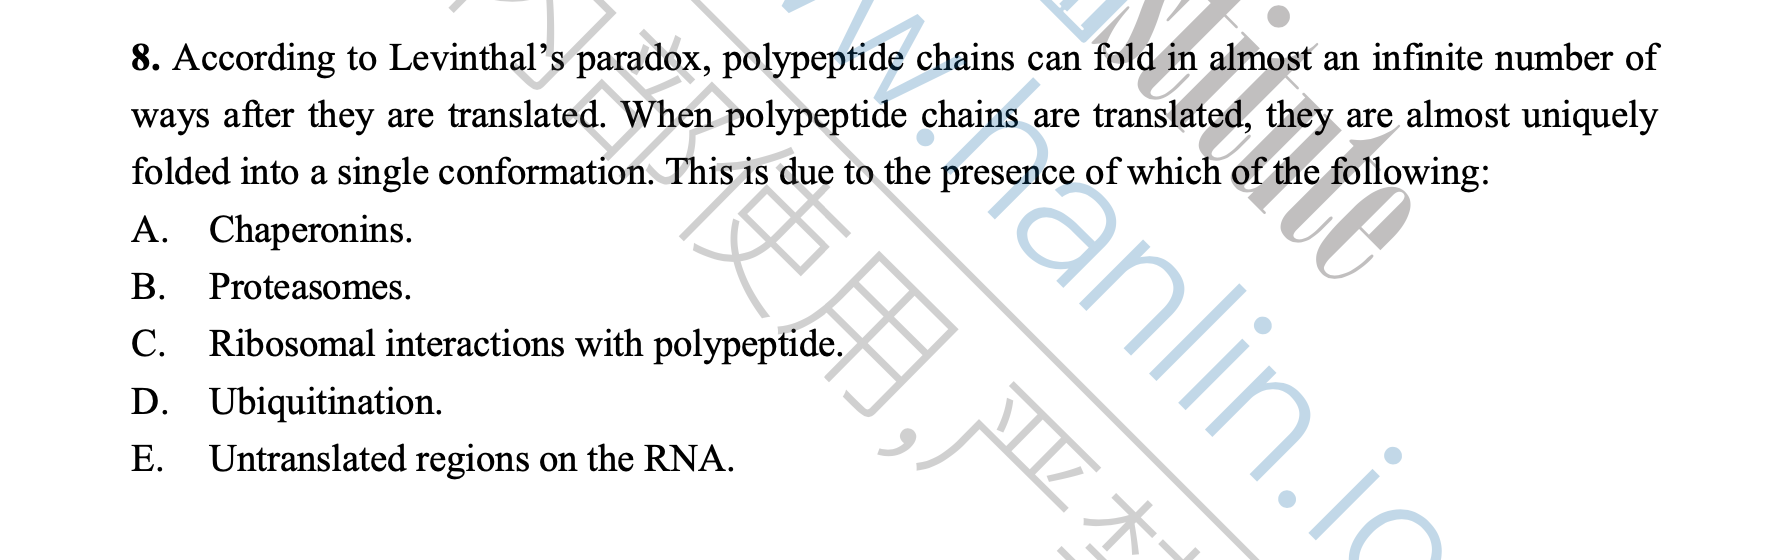 8. According to Levinthal’s paradox, polypeptide chains can fold in almost an infinite number of
ways after they are translated. When polypeptide chains are translated, they are almost uniquely
folded into a single conformation. This is due to the presence of which of the following:
A. Chaperonins.
B. Proteasomes.
C. Ribosomal interactions with polypeptide.
D. Ubiquitination.
E. Untranslated regions on the RNA.
内部使用,严
w.hanlin.io
titute